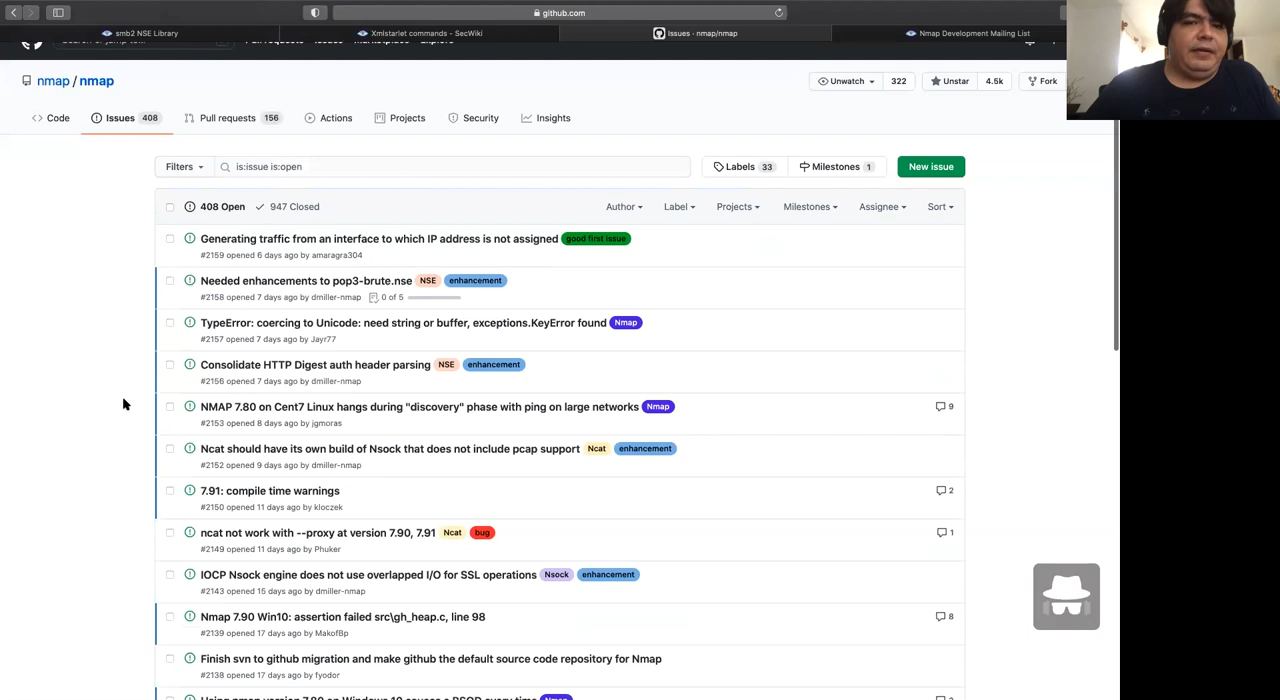 github.com
smb2 NSE Library
Xmlstarlet commands - SecWiki
Issues · nmap/nmap
Nmap Development Mailing List
nmap / nmap
Unwatch 322
Unstar 4.5k
Fork
Code
Issues 408
Pull requests 156
Actions
Projects
Security
Insights
Filters
is:issue is:open
Labels 33
Milestones 1
New issue
408 Open 947 Closed
Author Label Projects Milestones Assignee Sort
Generating traffic from an interface to which IP address is not assigned good first issue
#2159 opened 6 days ago by amaragra304
Needed enhancements to pop3-brute.nse NSE enhancement
#2158 opened 7 days ago by dmiller-nmap 0 of 5
TypeError: coercing to Unicode: need string or buffer, exceptions.KeyError found Nmap
#2157 opened 7 days ago by Jayr77
Consolidate HTTP Digest auth header parsing NSE enhancement
#2156 opened 7 days ago by dmiller-nmap
NMAP 7.80 on Cent7 Linux hangs during "discovery" phase with ping on large networks Nmap 9
#2153 opened 8 days ago by jgmoras
Ncat should have its own build of Nsock that does not include pcap support Ncat enhancement
#2152 opened 9 days ago by dmiller-nmap
7.91: compile time warnings 2
#2150 opened 11 days ago by kloczek
ncat not work with --proxy at version 7.90, 7.91 Ncat bug 1
#2149 opened 11 days ago by Phuker
IOCP Nsock engine does not use overlapped I/O for SSL operations Nsock enhancement
#2143 opened 15 days ago by dmiller-nmap
Nmap 7.90 Win10: assertion failed src\gh_heap.c, line 98 8
#2139 opened 17 days ago by MakofBp
Finish svn to github migration and make github the default source code repository for Nmap
#2138 opened 17 days ago by fyodor